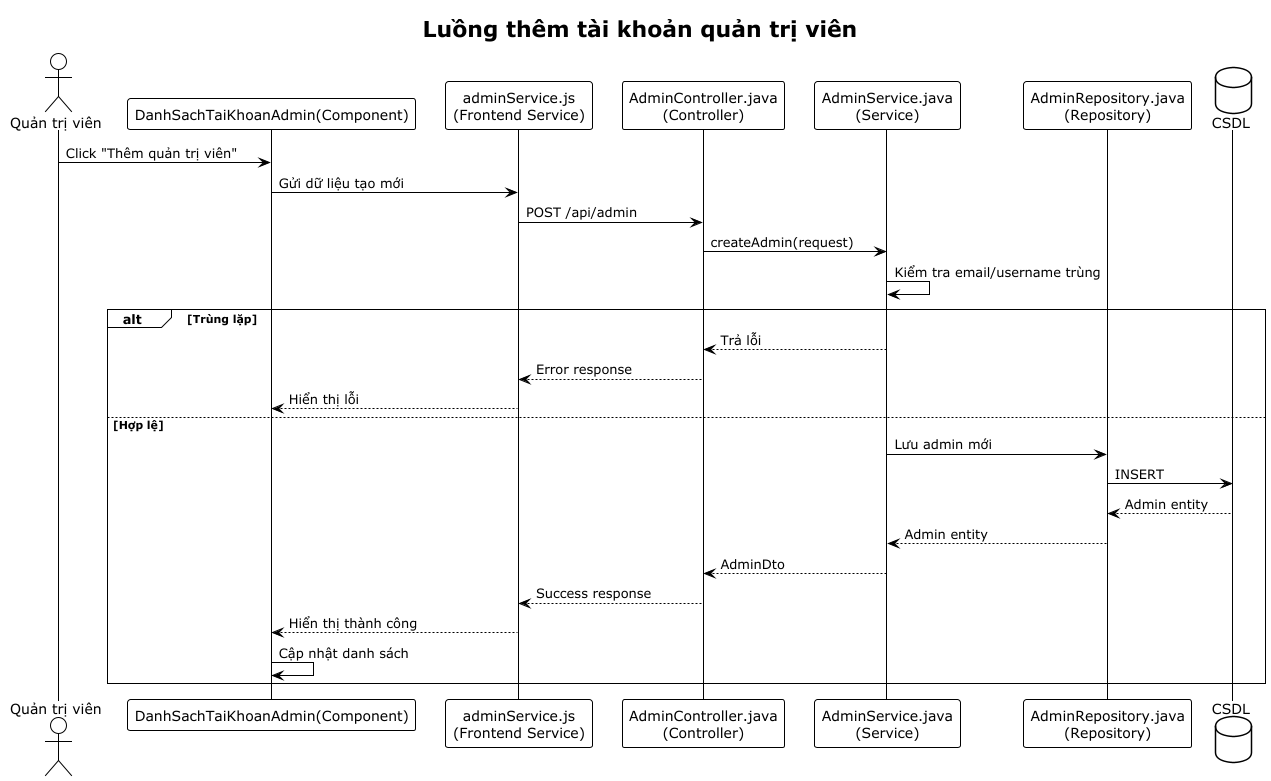 Luồng thêm tài khoản quản trị viên
Quản trị viên
DanhSachTaiKhoanAdmin(Component)
adminService.js
(Frontend Service)
AdminController.java
(Controller)
AdminService.java
(Service)
AdminRepository.java
(Repository)
CSDL
Click "Thêm quản trị viên"
Gửi dữ liệu tạo mới
POST /api/admin
createAdmin(request)
Kiểm tra email/username trùng
alt
[Trùng lặp]
Trả lỗi
Error response
Hiển thị lỗi
[Hợp lệ]
Lưu admin mới
INSERT
Admin entity
Admin entity
AdminDto
Success response
Hiển thị thành công
Cập nhật danh sách
Quản trị viên
DanhSachTaiKhoanAdmin(Component)
adminService.js
(Frontend Service)
AdminController.java
(Controller)
AdminService.java
(Service)
AdminRepository.java
(Repository)
CSDL